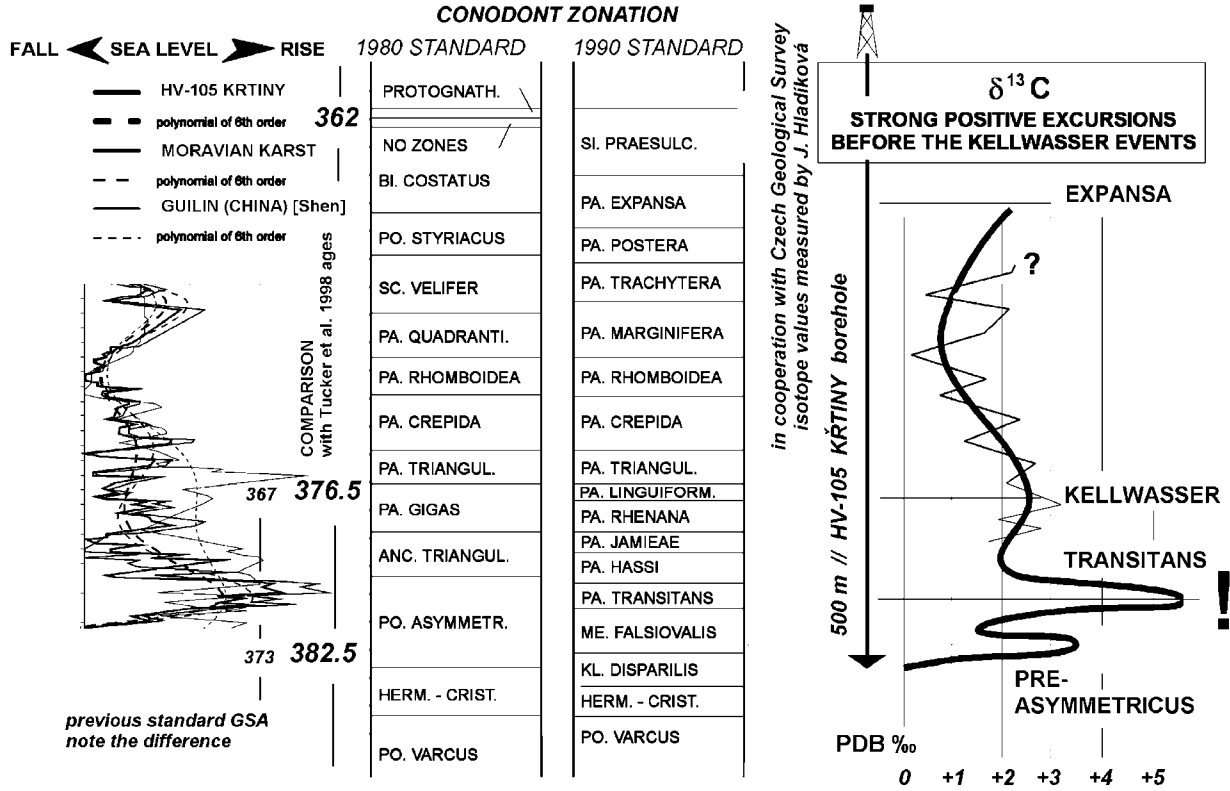 CONODONT ZONATION
FALL SEA LEVEL RISE
1980 STANDARD
1990 STANDARD
HV-105 KRTINY
polynomial of 6th order
MORAVIAN KARST
polynomial of 6th order
GUILIN (CHINA) [Shen]
polynomial of 6th order
362
COMPARISON
with Tucker et al. 1998 ages
367
376.5
373
382.5
previous standard GSA
note the difference
PROTOGNATH.
NO ZONES
BI. COSTATUS
PO. STYRIACUS
SC. VELIFER
PA. QUADRANTI.
PA. RHOMBOIDEA
PA. CREPIDA
PA. TRIANGUL.
PA. GIGAS
ANC. TRIANGUL.
PO. ASYMMETR.
HERM. - CRIST.
PO. VARCUS
SI. PRAESULC.
PA. EXPANSA
PA. POSTERA
PA. TRACHYTERA
PA. MARGINIFERA
PA. RHOMBOIDEA
PA. CREPIDA
PA. TRIANGUL.
PA. LINGUIFORM.
PA. RHENANA
PA. JAMIEAE
PA. HASSI
PA. TRANSITANS
ME. FALSIOVALIS
KL. DISPARILIS
HERM. - CRIST.
PO. VARCUS
in cooperation with Czech Geological Survey
isotope values measured by J. Hladíková
500 m // HV-105 KŘTINY borehole
δ13 C
STRONG POSITIVE EXCURSIONS
BEFORE THE KELLWASSER EVENTS
EXPANSA
?
KELLWASSER
TRANSITANS
!
PRE-
ASYMMETRICUS
PDB ‰
0 +1 +2 +3 +4 +5